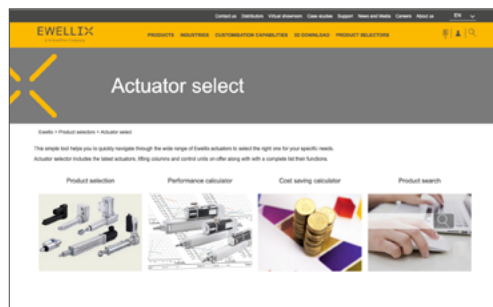 Contact us Distributors Virtual showroom Case studies Support News and Media Careers About us EN
EWELLIX
PRODUCTS INDUSTRIES CUSTOMISATION CAPABILITIES 3D DOWNLOAD PRODUCT SELECTORS
Actuator select
Ewellix > Product selectors > Actuator select
This simple tool helps you to quickly navigate through the wide range of Ewellix actuators to select the right one for your specific needs.
Actuator selector includes the latest actuators, lifting columns and control units on offer along with with a complete list their functions.
Product selection Performance calculator Cost saving calculator Product search